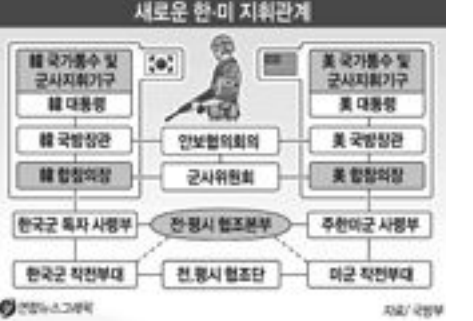 새로운 한·미 지휘관계
韓 국가통수 및
군사지휘기구
美 국가통수 및
군사지휘기구
韓 대통령
美 대통령
韓 국방장관
안보협의회의
美 국방장관
韓 합참의장
군사위원회
美 합참의장
한국군 독자 사령부
전·평시 협조본부
주한미군 사령부
한국군 작전부대
전.평시 협조단
미군 작전부대
연합뉴스그래픽
자료/ 국방부